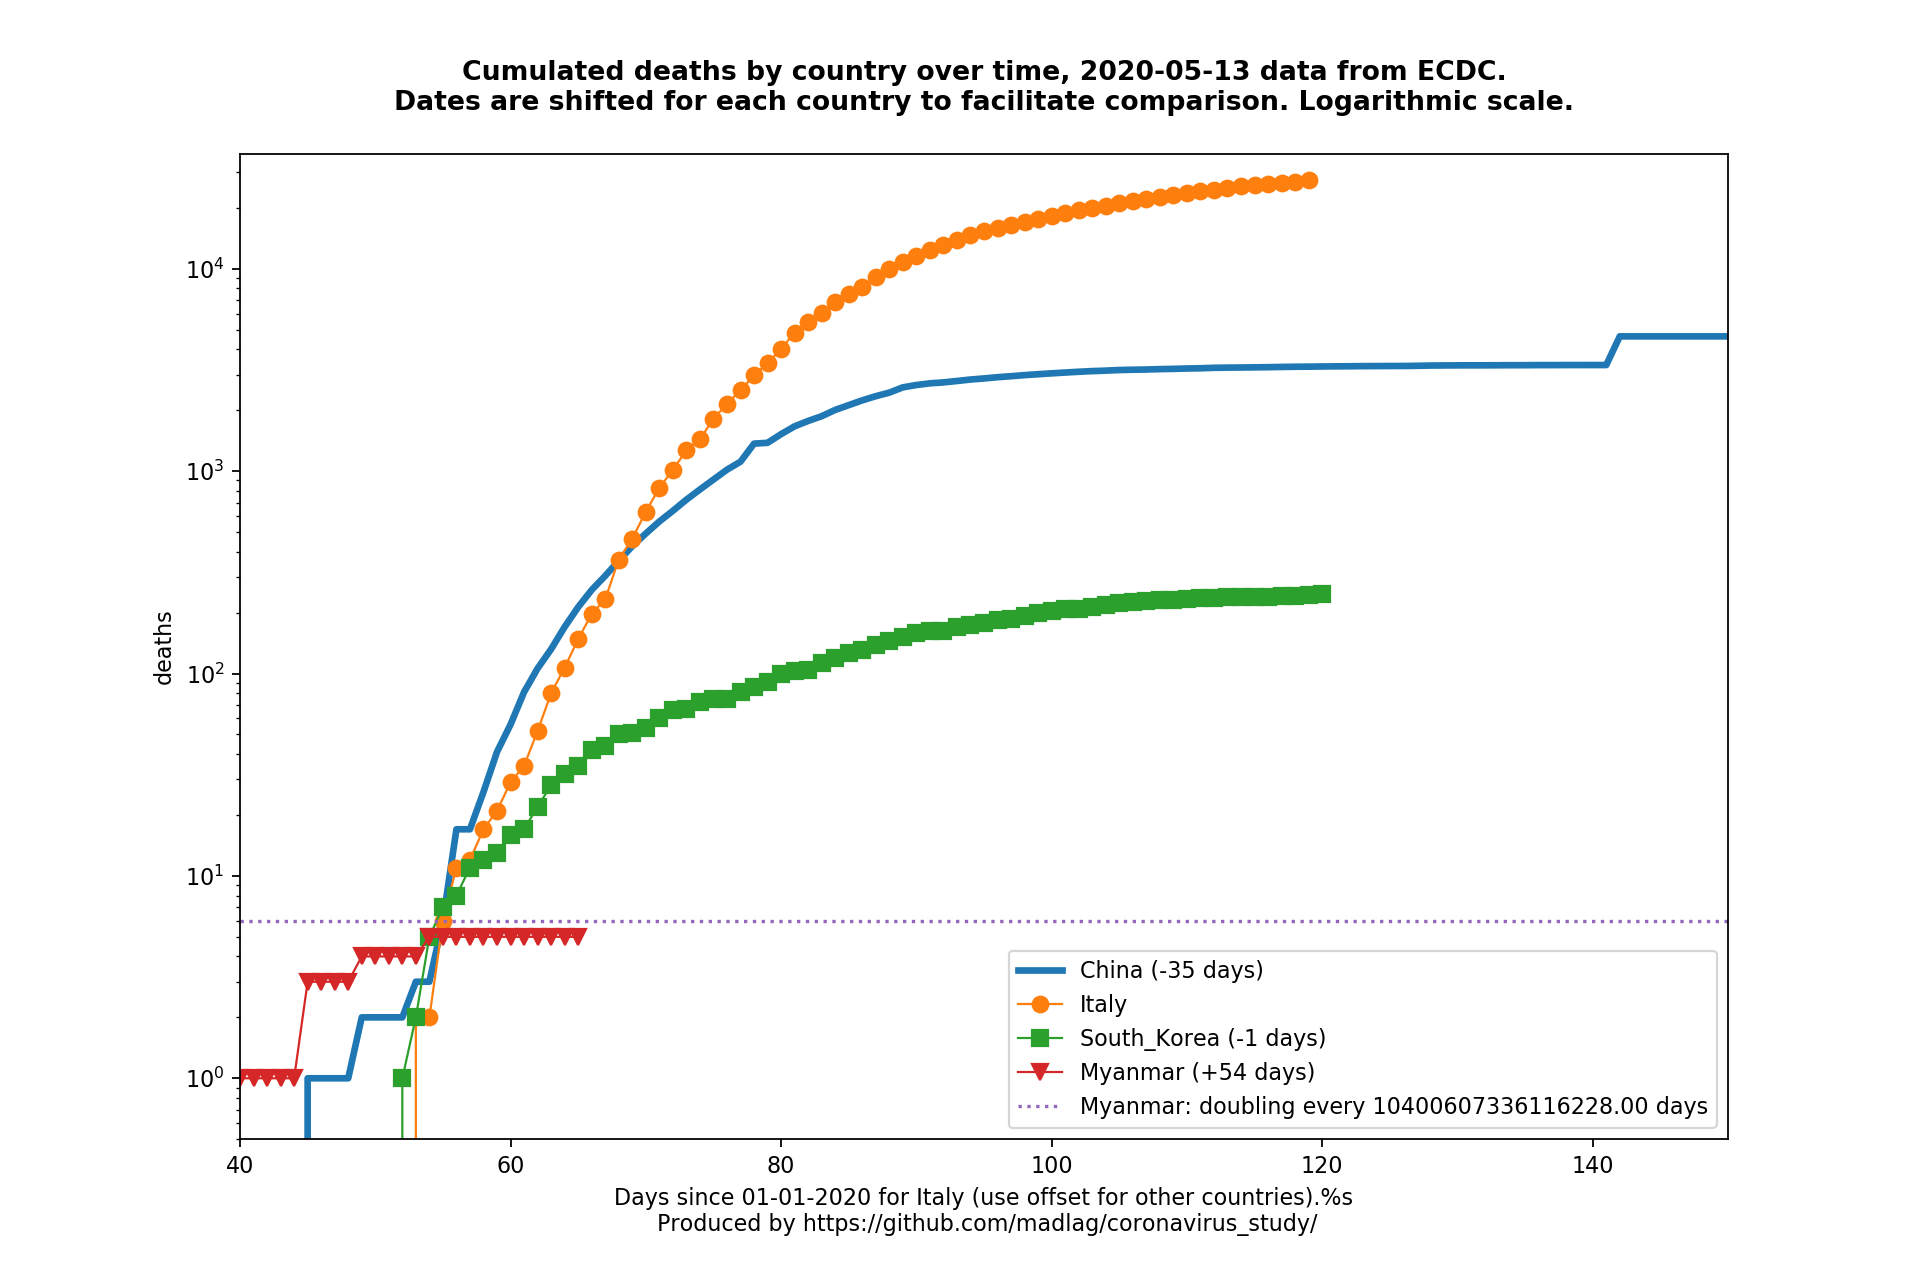 Cumulated deaths by country over time, 2020-05-13 data from ECDC.
Dates are shifted for each country to facilitate comparison. Logarithmic scale.
10⁴
10³
10²
10¹
10⁰
deaths
China (-35 days)
Italy
South_Korea (-1 days)
Myanmar (+54 days)
Myanmar: doubling every 10400607336116228.00 days
40 60 80 100 120 140
Days since 01-01-2020 for Italy (use offset for other countries).%s
Produced by https://github.com/madlag/coronavirus_study/